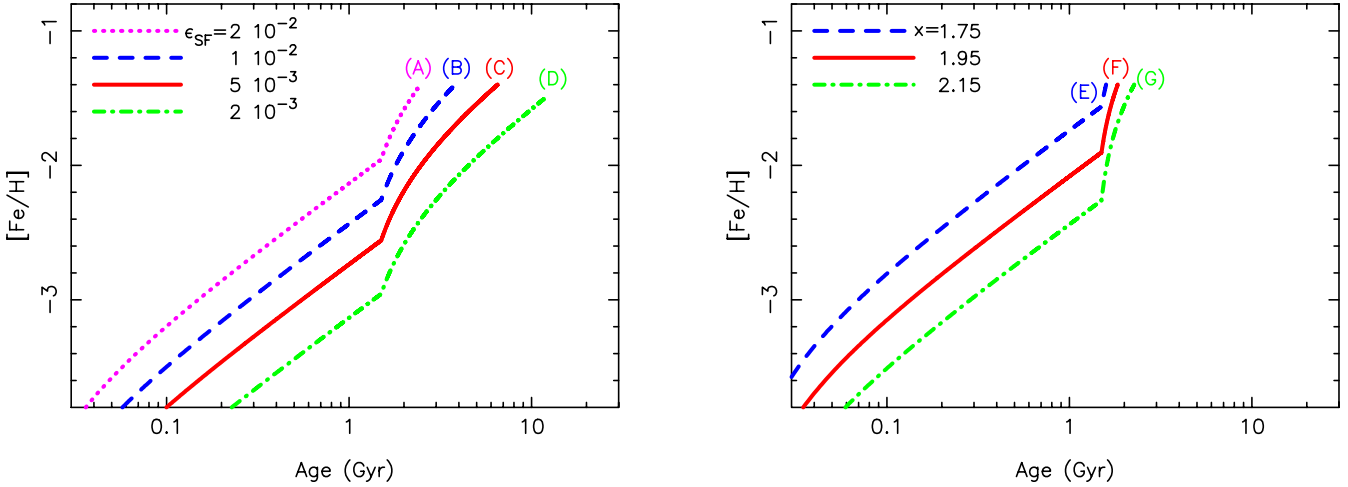 ϵSF=2 10⁻²
1 10⁻²
5 10⁻³
2 10⁻³
(A)
(B)
(C)
(D)
-1
-2
-3
[Fe/H]
0.1
1
10
Age (Gyr)
x=1.75
1.95
2.15
(E)
(F)
(G)
-1
-2
-3
[Fe/H]
0.1
1
10
Age (Gyr)